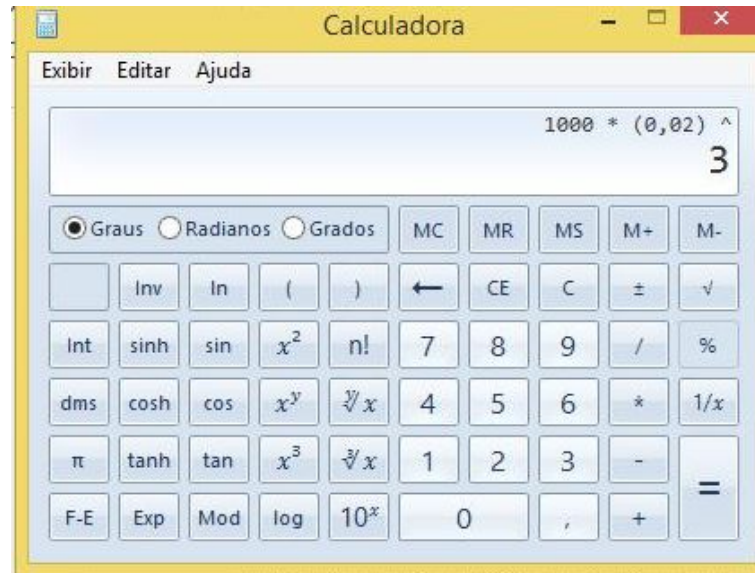 Calculadora
Exibir Editar Ajuda
1000 * (0,02) ^
3
Graus Radianos Grados MC MR MS M+ M-
Inv In ( ) ← CE C ± √
Int sinh sin x² n! 7 8 9 / %
dms cosh cos xʸ ʸ√x 4 5 6 * 1/x
π tanh tan x³ ³√x 1 2 3 - =
F-E Exp Mod log 10ˣ 0 , +